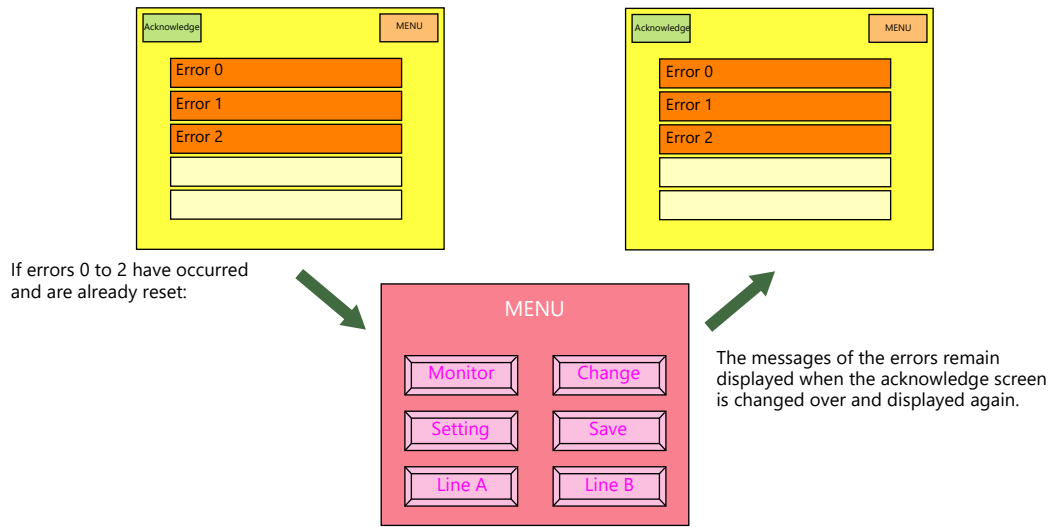 Acknowledge
MENU
Error 0
Error 1
Error 2
Acknowledge
MENU
Error 0
Error 1
Error 2
If errors 0 to 2 have occurred
and are already reset:
MENU
Monitor
Change
Setting
Save
Line A
Line B
The messages of the errors remain
displayed when the acknowledge screen
is changed over and displayed again.